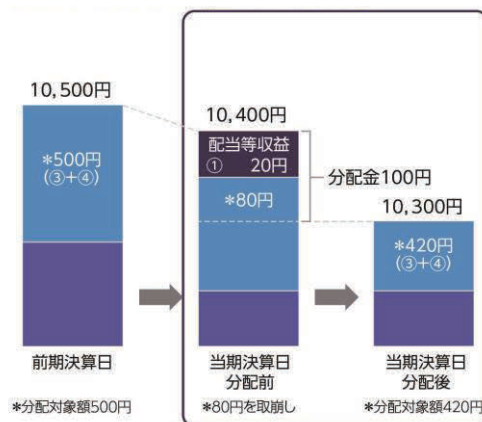 10,500円
*500円
(③+④)
前期決算日
*分配対象額500円
10,400円
配当等収益
① 20円
*80円
分配金100円
当期決算日
分配前
*80円を取崩し
10,300円
*420円
(③+④)
当期決算日
分配後
*分配対象額420円